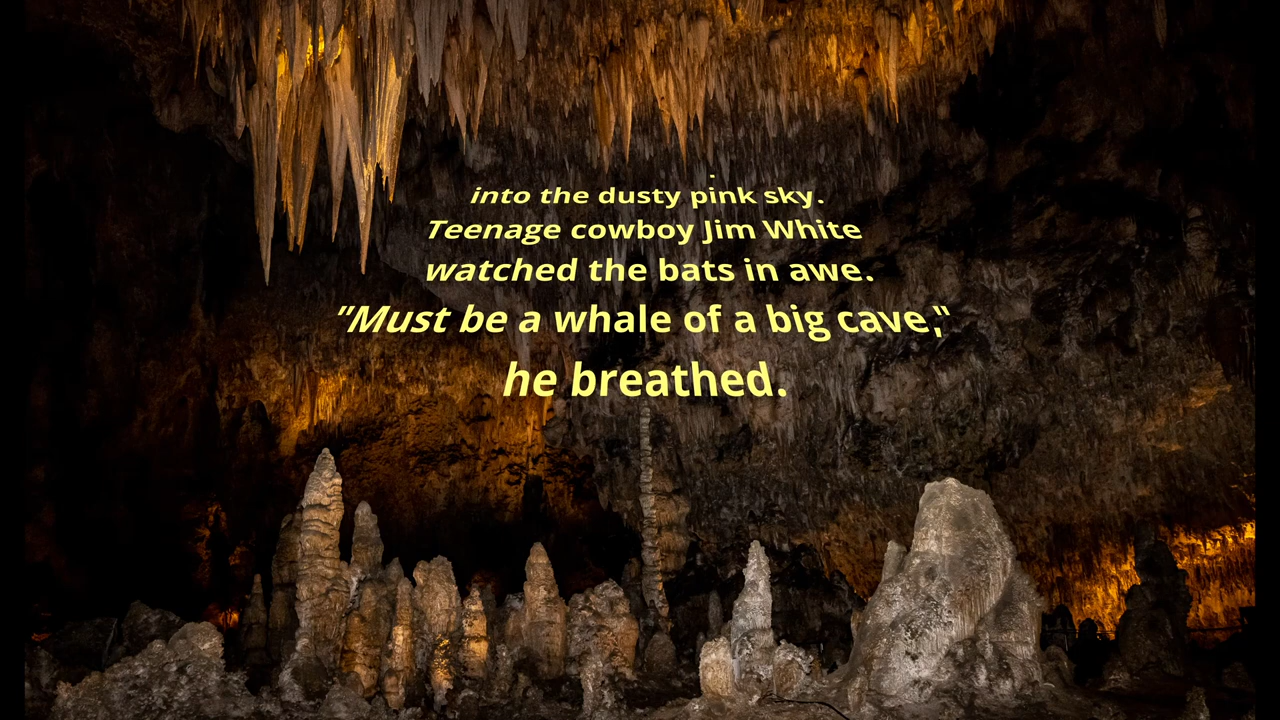 into the dusty pink sky.
Teenage cowboy Jim White
watched the bats in awe.
"Must be a whale of a big cave,"
he breathed.